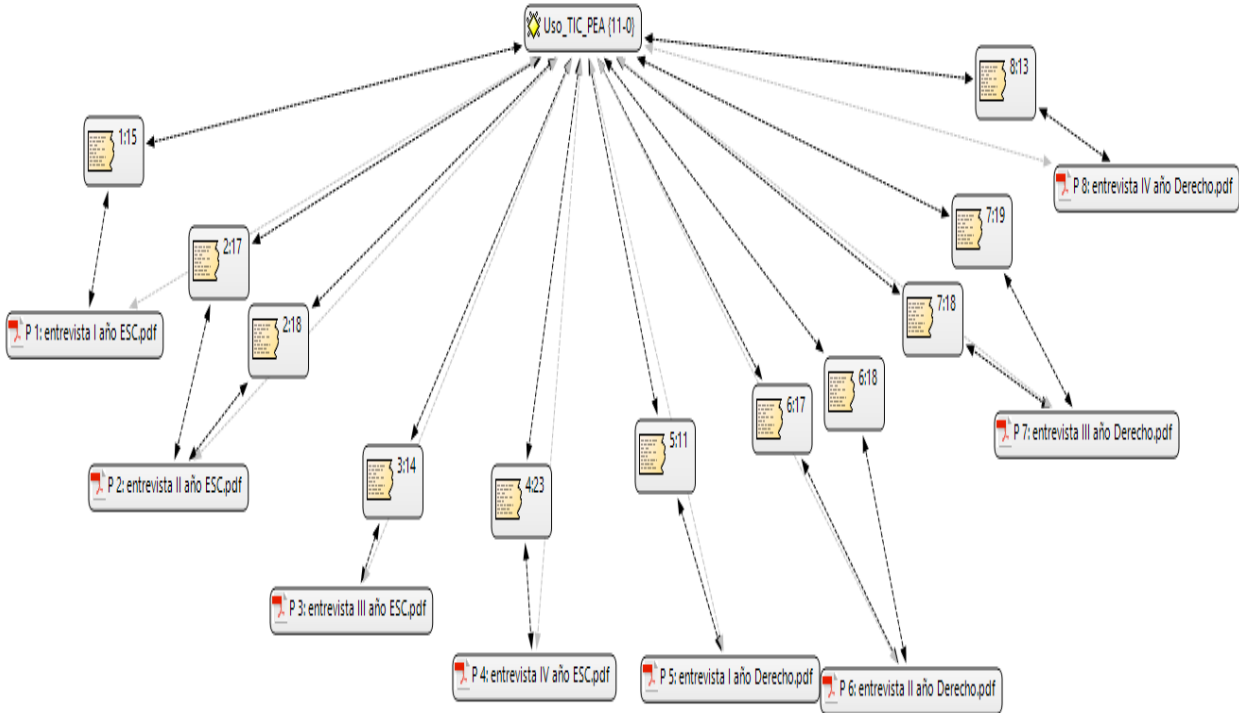 Uso_TIC_PEA {11-0}
8:13
1:15
P 8: entrevista IV año Derecho.pdf
7:19
2:17
7:18
2:18
P 1: entrevista I año ESC.pdf
6:18
6:17
5:11
P 7: entrevista III año Derecho.pdf
3:14
4:23
P 2: entrevista II año ESC.pdf
P 3: entrevista III año ESC.pdf
P 4: entrevista IV año ESC.pdf
P 5: entrevista I año Derecho.pdf
P 6: entrevista II año Derecho.pdf